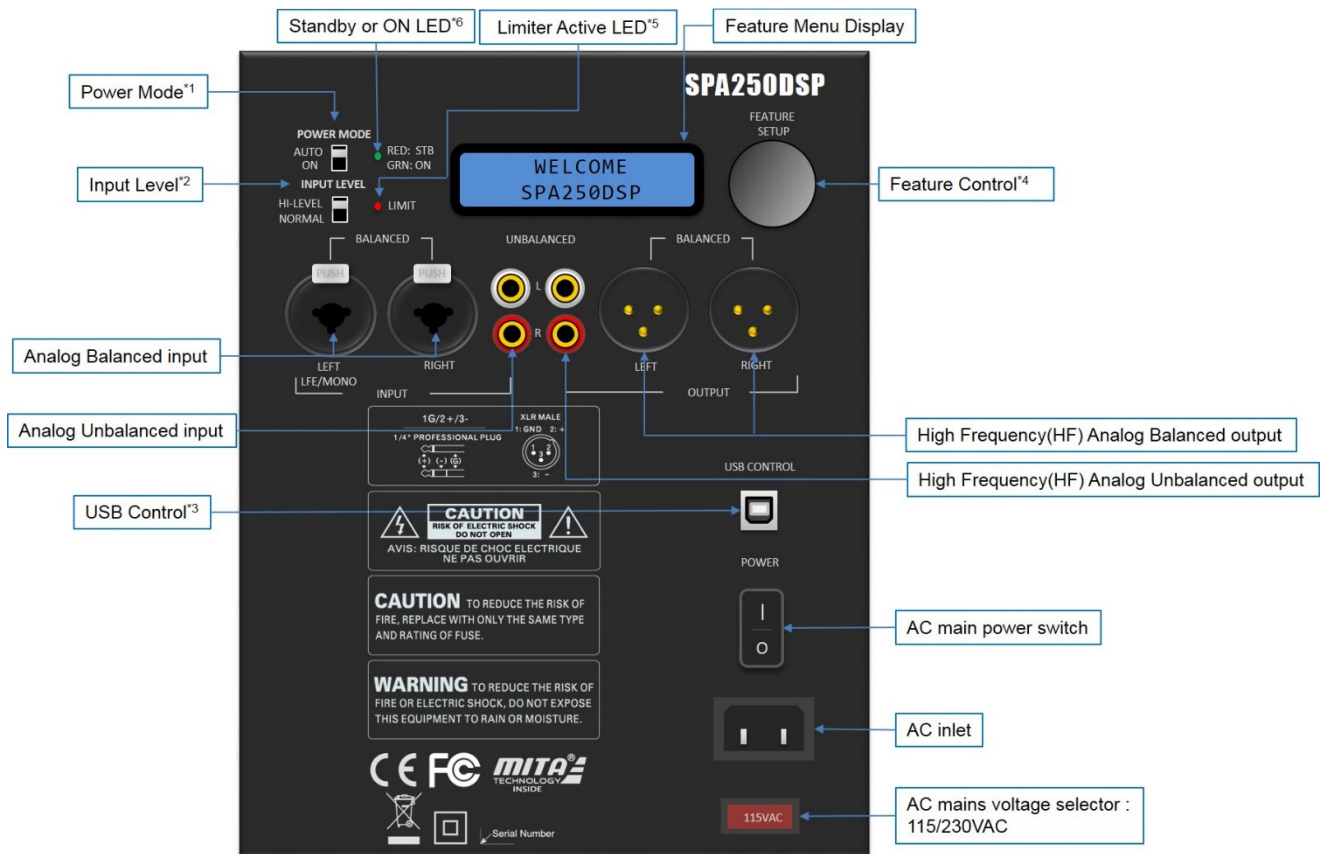 Standby or ON LED*6
Limiter Active LED*5
Feature Menu Display
SPA250DSP
Power Mode*1
FEATURE
SETUP
POWER MODE
AUTO
ON
RED: STB
GRN: ON
WELCOME
SPA250DSP
Input Level*2
INPUT LEVEL
HI-LEVEL
NORMAL
LIMIT
Feature Control*4
BALANCED
UNBALANCED
BALANCED
PUSH
PUSH
L
R
Analog Balanced input
LEFT
LFE/MONO
RIGHT
LEFT
RIGHT
INPUT
OUTPUT
Analog Unbalanced input
1G/2+/3-
1/4" PROFESSIONAL PLUG
(+) (-) (G)
XLR MALE
1: GND 2: +
1 2
3
3: -
High Frequency(HF) Analog Balanced output
High Frequency(HF) Analog Unbalanced output
USB CONTROL
USB Control*3
CAUTION
RISK OF ELECTRIC SHOCK
DO NOT OPEN
AVIS: RISQUE DE CHOC ELECTRIQUE
NE PAS OUVRIR
POWER
CAUTION TO REDUCE THE RISK OF
FIRE, REPLACE WITH ONLY THE SAME TYPE
AND RATING OF FUSE.
I
O
AC main power switch
WARNING TO REDUCE THE RISK OF
FIRE OR ELECTRIC SHOCK, DO NOT EXPOSE
THIS EQUIPMENT TO RAIN OR MOISTURE.
AC inlet
CE FC MITA®
TECHNOLOGY
INSIDE
Serial Number
115VAC
AC mains voltage selector :
115/230VAC